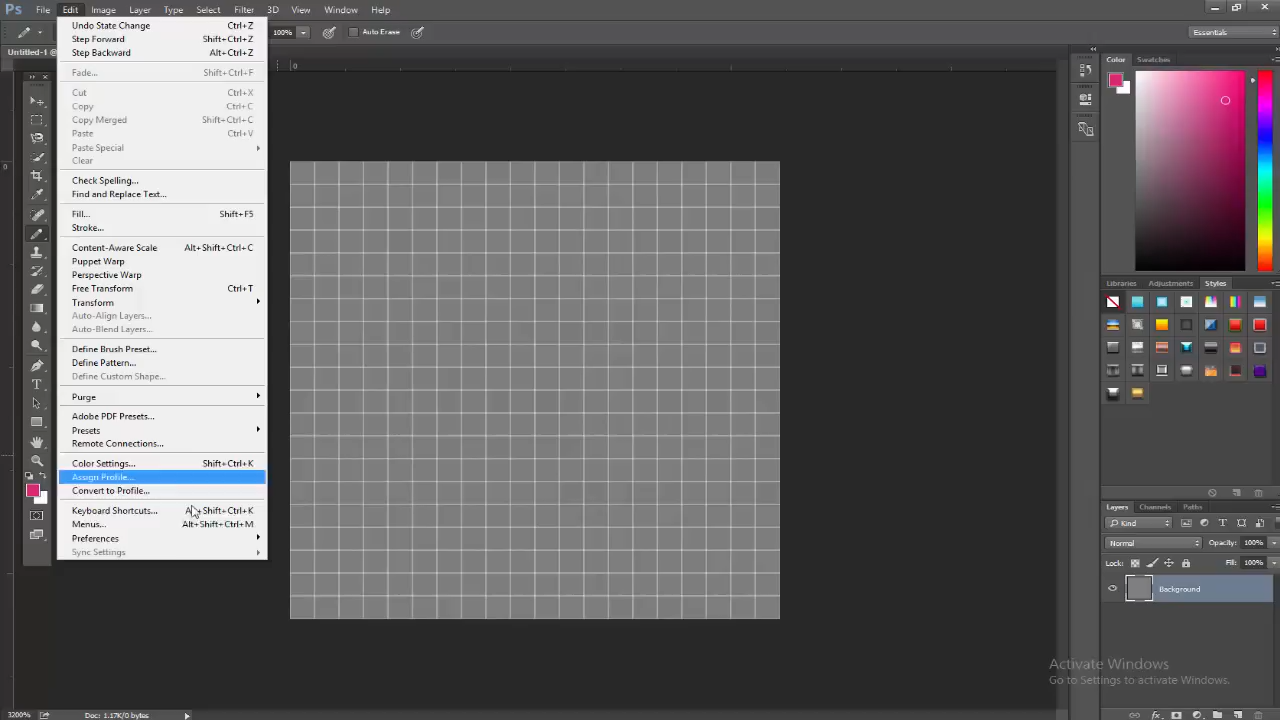 Ps File Edit Image Layer Type Select Filter 3D View Window Help
100% Auto Erase Essentials
Untitled-1 @
Undo State Change Ctrl+Z
Step Forward Shift+Ctrl+Z
Step Backward Alt+Ctrl+Z
Fade... Shift+Ctrl+F
Cut Ctrl+X
Copy Ctrl+C
Copy Merged Shift+Ctrl+C
Paste Ctrl+V
Paste Special
Clear
Check Spelling...
Find and Replace Text...
Fill... Shift+F5
Stroke...
Content-Aware Scale Alt+Shift+Ctrl+C
Puppet Warp
Perspective Warp
Free Transform Ctrl+T
Transform
Auto-Align Layers...
Auto-Blend Layers...
Define Brush Preset...
Define Pattern...
Define Custom Shape...
Purge
Adobe PDF Presets...
Presets
Remote Connections...
Color Settings... Shift+Ctrl+K
Assign Profile...
Convert to Profile...
Keyboard Shortcuts... Alt+Shift+Ctrl+K
Menus... Alt+Shift+Ctrl+M
Preferences
Sync Settings
0
0
Color Swatches
Libraries Adjustments Styles
Layers Channels Paths
Kind
Normal Opacity: 100%
Lock: Fill: 100%
Background
Activate Windows
Go to Settings to activate Windows.
3200% Doc: 1.17K/0 bytes